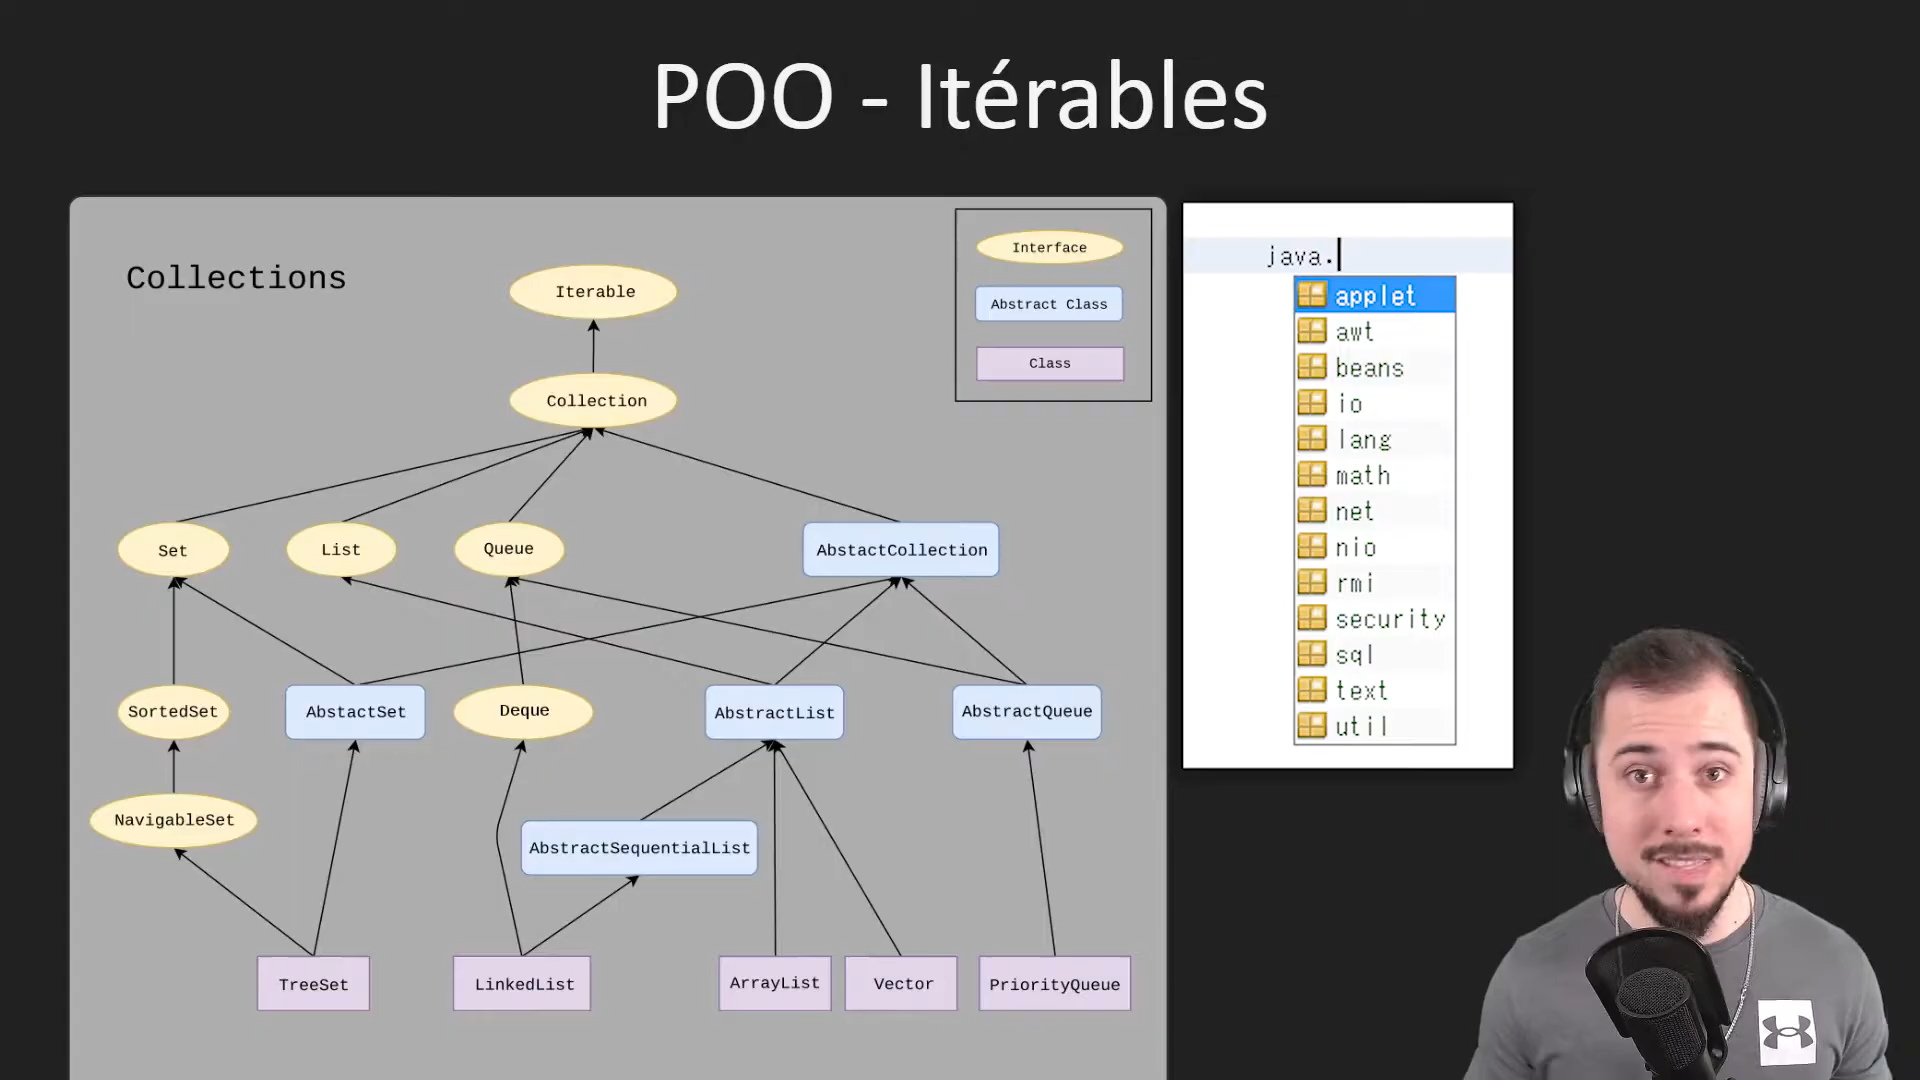 POO - Itérables
Collections
Interface
Abstract Class
Class
Iterable
Collection
Set
List
Queue
AbstactCollection
SortedSet
AbstactSet
Deque
AbstractList
AbstractQueue
NavigableSet
AbstractSequentialList
TreeSet
LinkedList
ArrayList
Vector
PriorityQueue
java.
applet
awt
beans
io
lang
math
net
nio
rmi
security
sql
text
util